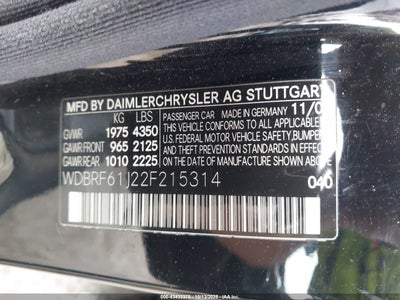 MFD BY DAIMLERCHRYSLER AG STUTTGAR
KG LBS
GVWR 1975 4350
GAWR FRONT 965 2125
GAWR REAR 1010 2225
PASSENGER CAR MADE IN GERMANY 11/0
THIS VEHICLE CONFORMS TO ALL APPLICABLE
U.S. FEDERAL MOTOR VEHICLE SAFETY, BUMPER
AND THEFT PREVENTION STANDARDS IN EFFECT
ON THE DATE OF MANUFACTURE SHOWN ABOVE
WDBRF61J22F215314
040